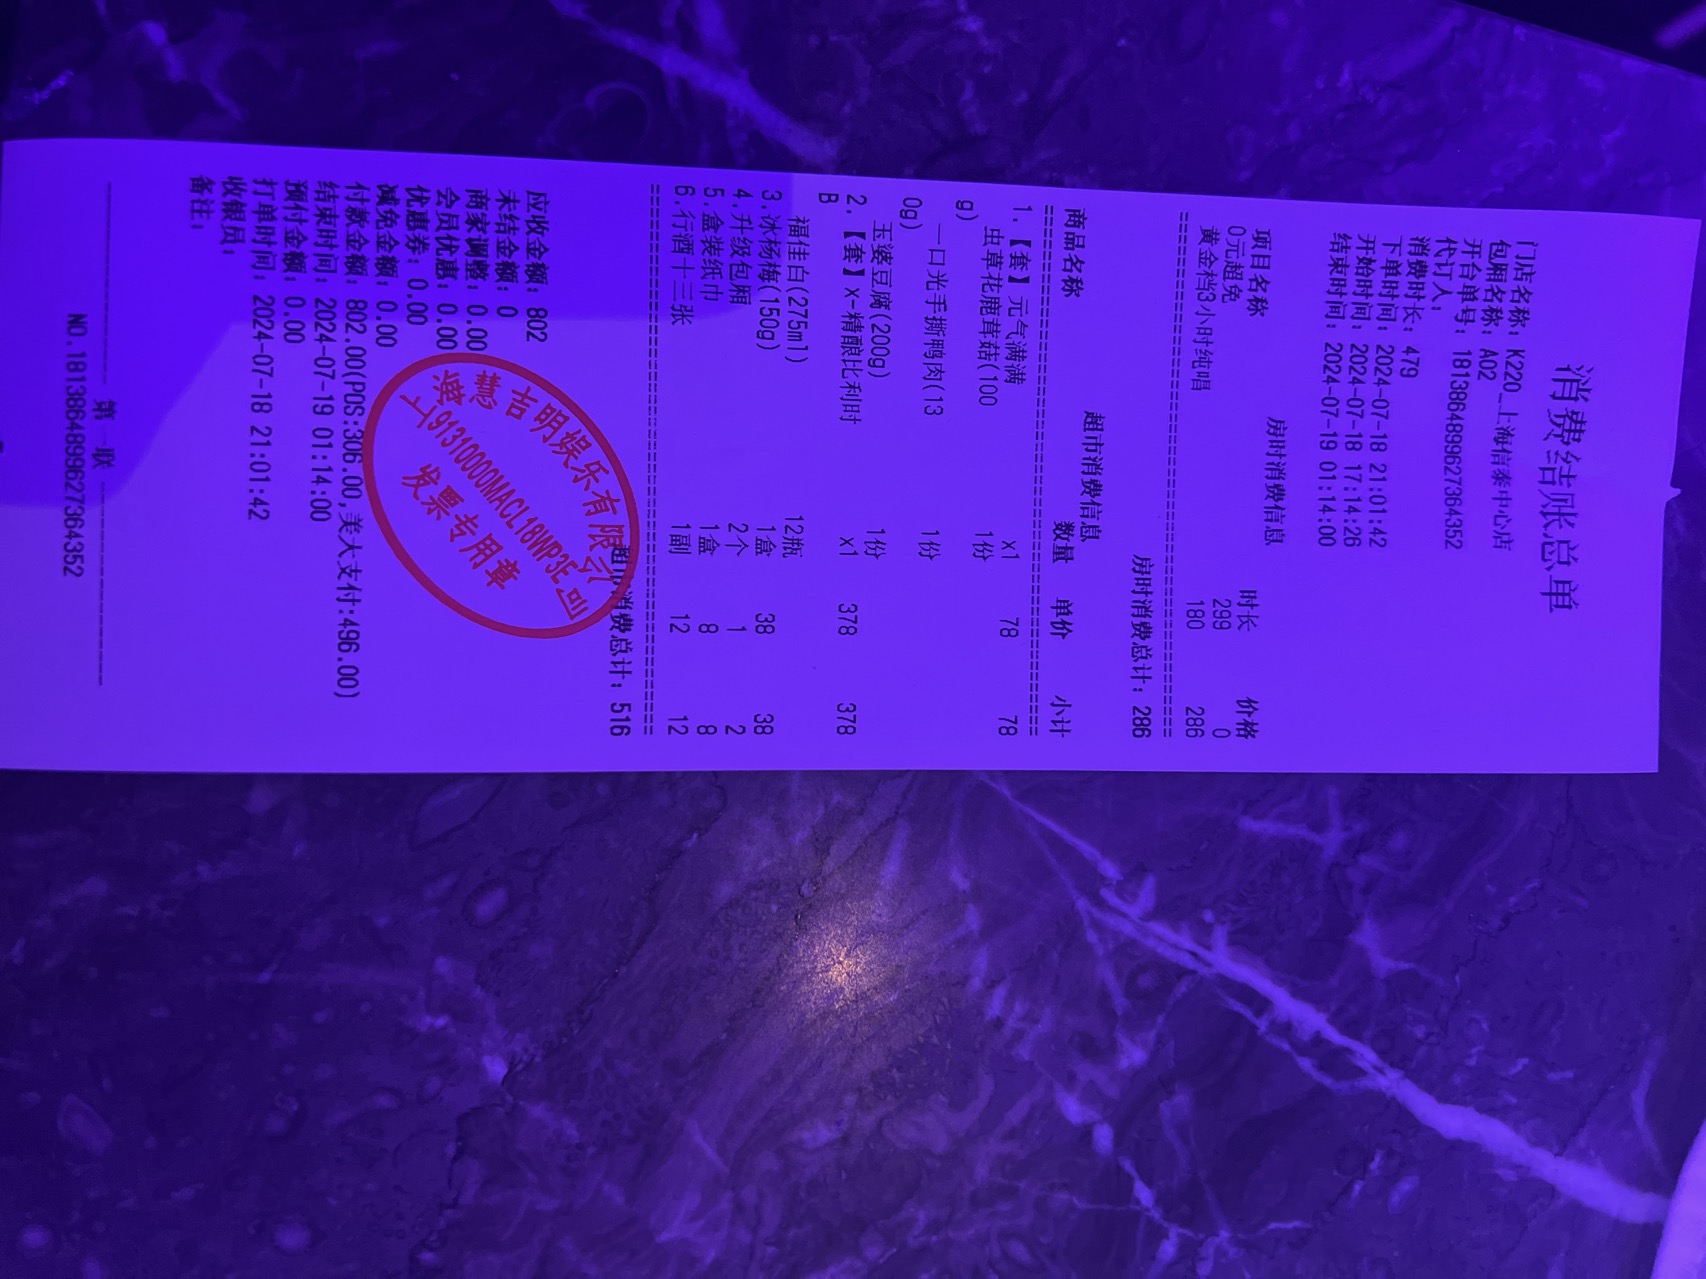 消费结账总单
门店名称: K220_上海信泰中心店
包厢名称: A02
开台单号: 1813864899627364352
代订人:
消费时长: 479
下单时间: 2024-07-18 21:01:42
开始时间: 2024-07-18 17:14:26
结束时间: 2024-07-19 01:14:00
房时消费信息
项目名称 时长 价格
0元超免 299 0
黄金档3小时纯唱 180 286
房时消费总计: 286
超市消费信息
商品名称 数量 单价 小计
1.【套】元气满满 x1 78 78
虫草花鹿茸菇(100 1份
g)
一口光手撕鸭肉(13 1份
0g)
玉婆豆腐(200g) 1份
2.【套】x-精酿比利时 x1 378 378
B
福佳白(275ml) 12瓶
3.冰杨梅(150g) 1盒 38 38
4.升级包厢 2个 1 2
5.盒装纸巾 1盒 8 8
6.行酒十三张 1副 12 12
超市消费总计: 516
应收金额: 802
未结金额: 0
商家调整: 0.00
会员优惠: 0.00
优惠券: 0.00
减免金额: 0.00
付款金额: 802.00(POS:306.00,美大支付:496.00)
结束时间: 2024-07-19 01:14:00
预付金额: 0.00
打单时间: 2024-07-18 21:01:42
收银员:
备注:
上海慧吉明娱乐有限公司
91310000MACL18WP3E
发票专用章
第一联
NO.1813864899627364352